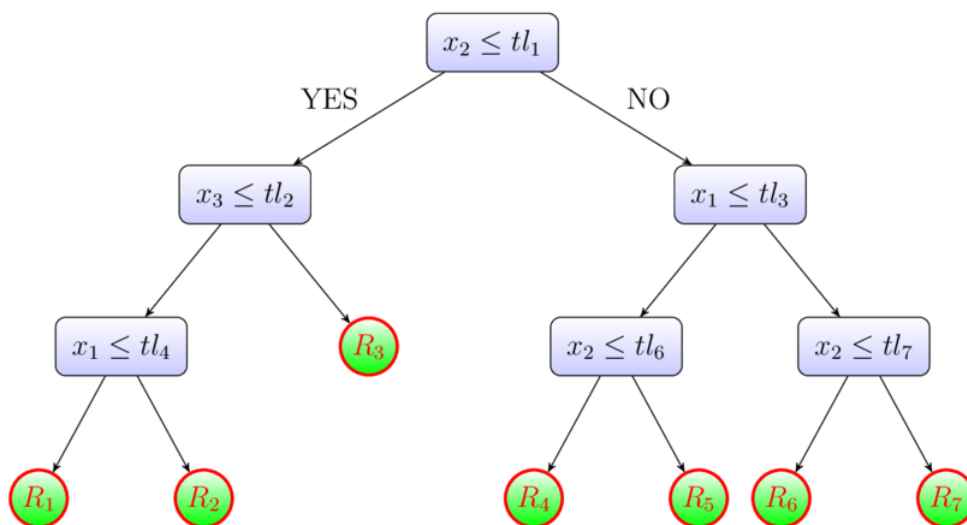 x₂ ≤ tl₁
YES NO
x₃ ≤ tl₂ x₁ ≤ tl₃
x₁ ≤ tl₄ R₃ x₂ ≤ tl₆ x₂ ≤ tl₇
R₁ R₂ R₄ R₅ R₆ R₇